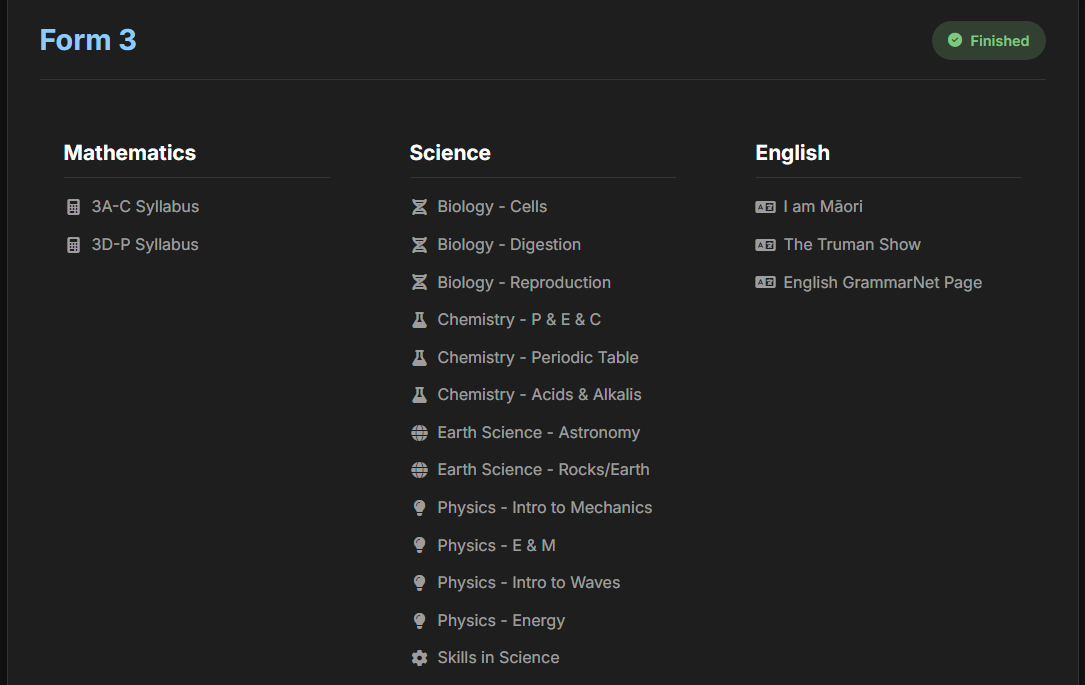 Form 3
Finished
Mathematics
3A-C Syllabus
3D-P Syllabus
Science
Biology - Cells
Biology - Digestion
Biology - Reproduction
Chemistry - P & E & C
Chemistry - Periodic Table
Chemistry - Acids & Alkalis
Earth Science - Astronomy
Earth Science - Rocks/Earth
Physics - Intro to Mechanics
Physics - E & M
Physics - Intro to Waves
Physics - Energy
Skills in Science
English
I am Māori
The Truman Show
English GrammarNet Page